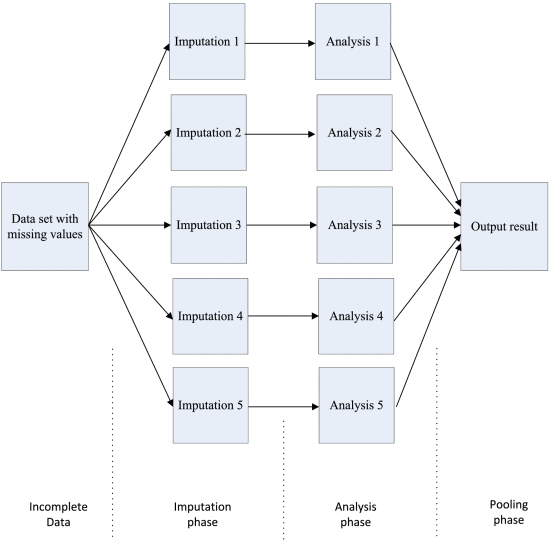 Imputation 1
Analysis 1
Imputation 2
Analysis 2
Data set with
missing values
Imputation 3
Analysis 3
Output result
Imputation 4
Analysis 4
Imputation 5
Analysis 5
Incomplete
Data
Imputation
phase
Analysis
phase
Pooling
phase